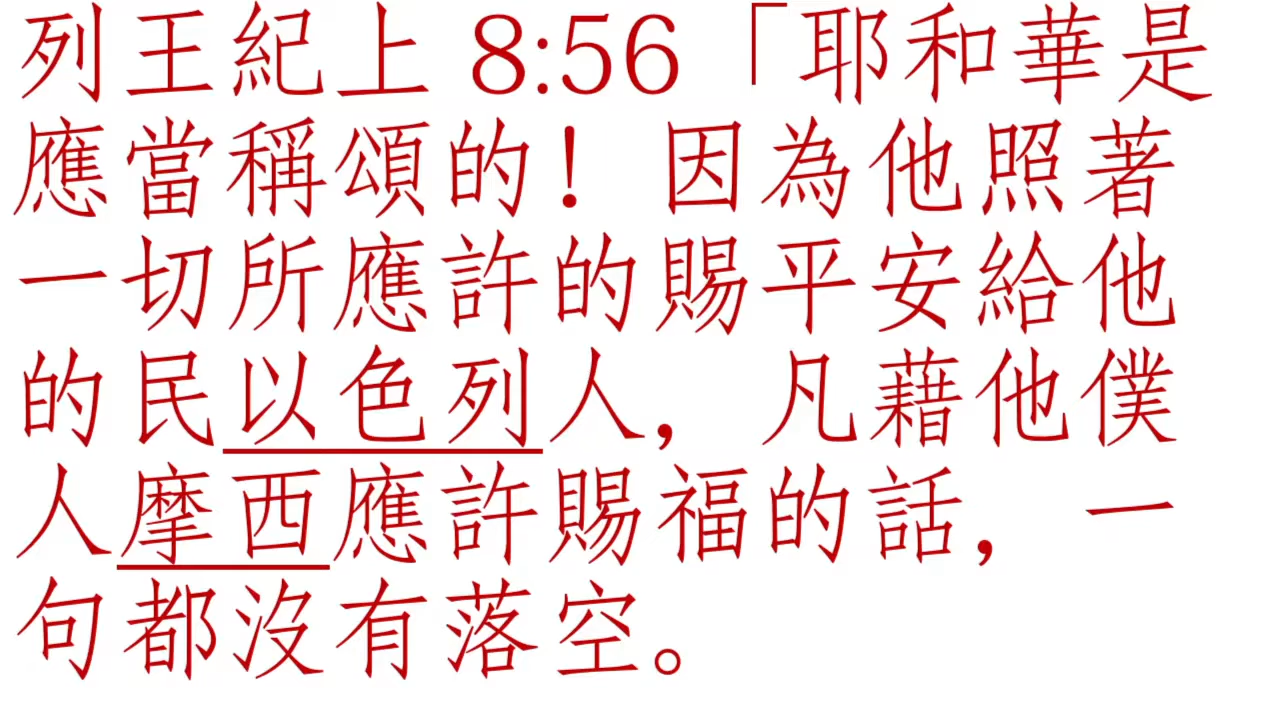 列王紀上 8:56「耶和華是
應當稱頌的！因為他照著
一切所應許的賜平安給他
的民以色列人，凡藉他僕
人摩西應許賜福的話，一
句都沒有落空。